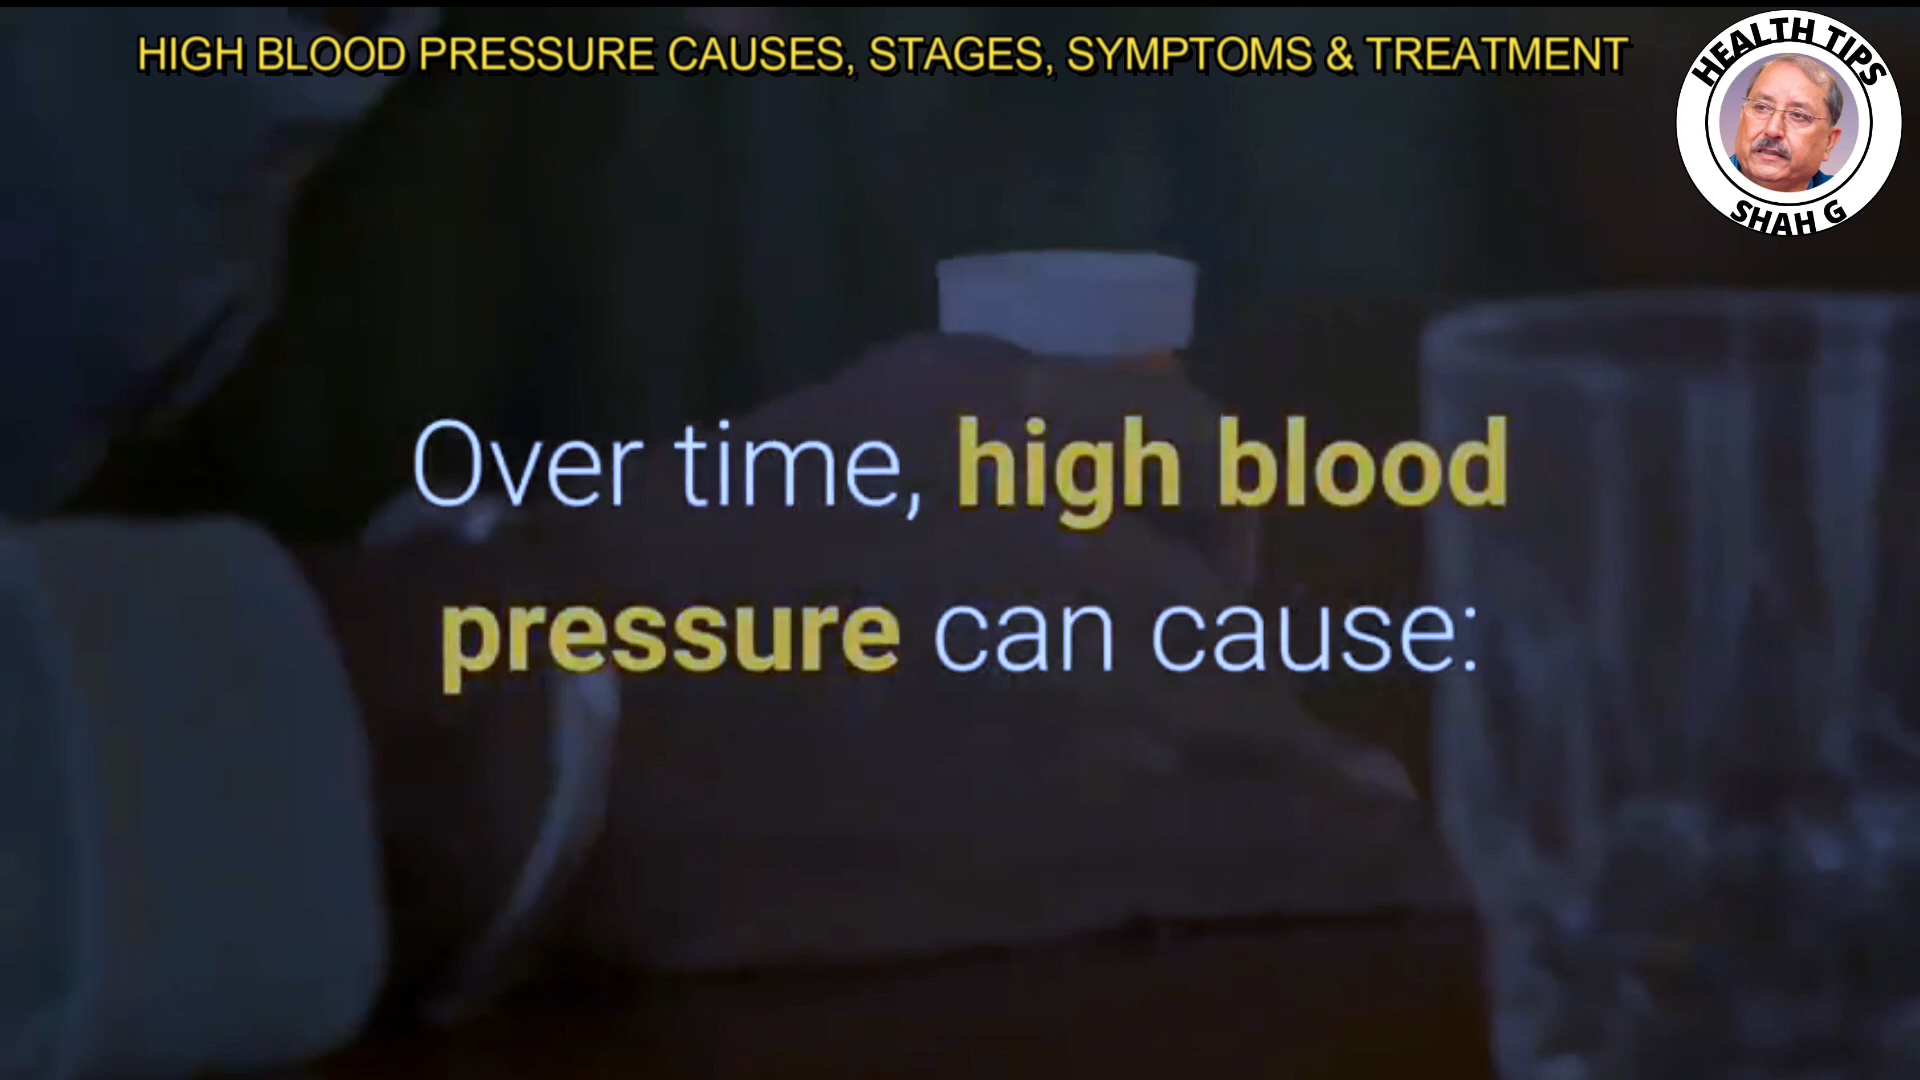 HIGH BLOOD PRESSURE CAUSES, STAGES, SYMPTOMS & TREATMENT
HEALTH TIPS
SHAH G
Over time, high blood
pressure can cause: